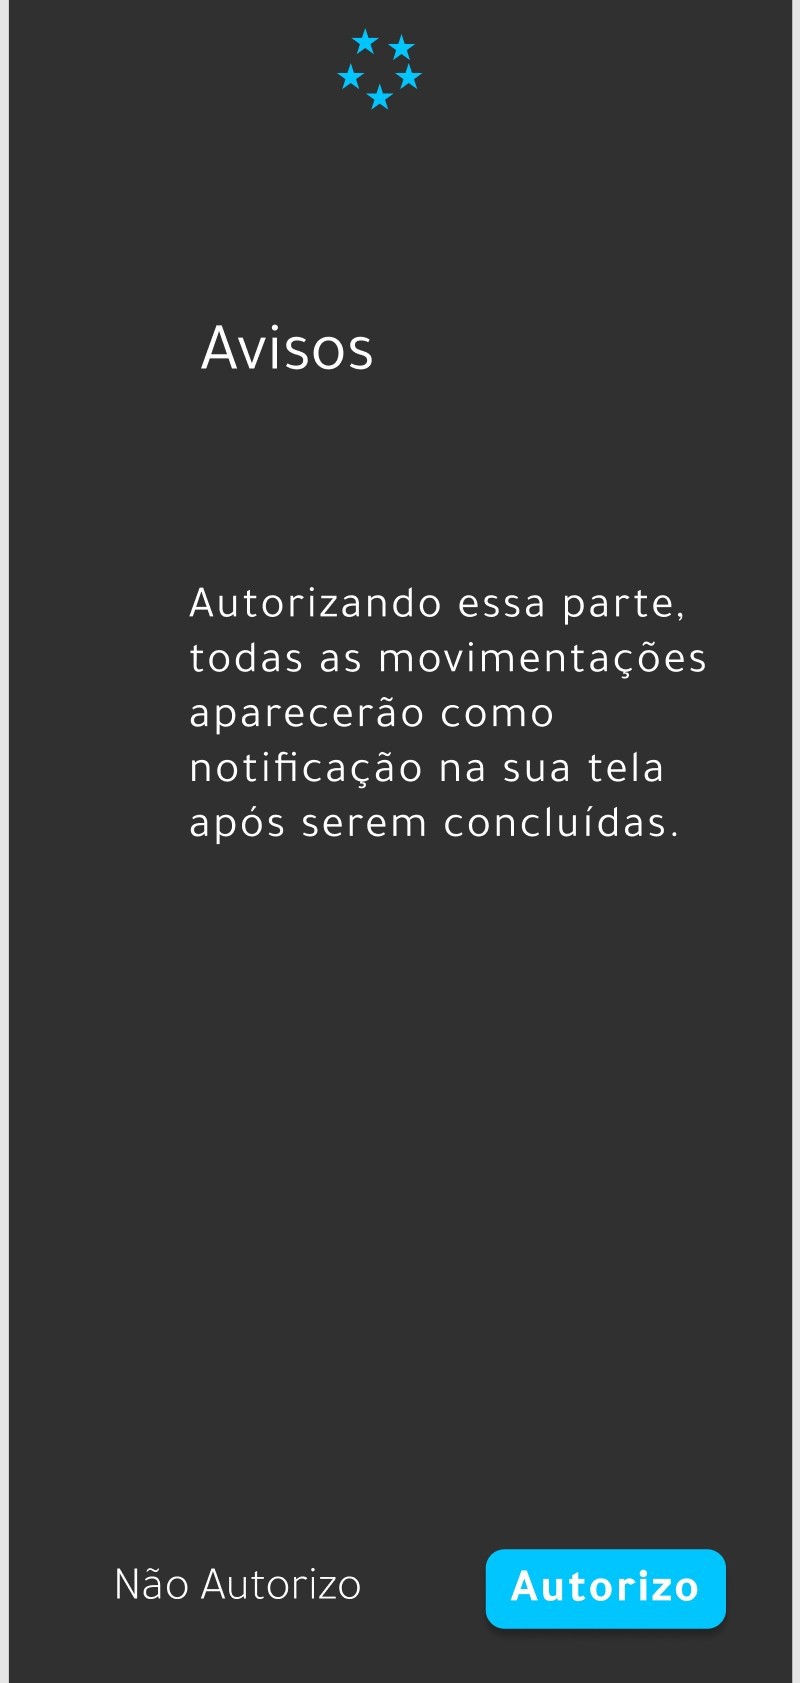 Avisos
Autorizando essa parte,
todas as movimentações
aparecerão como
notificação na sua tela
após serem concluídas.
Não Autorizo
Autorizo